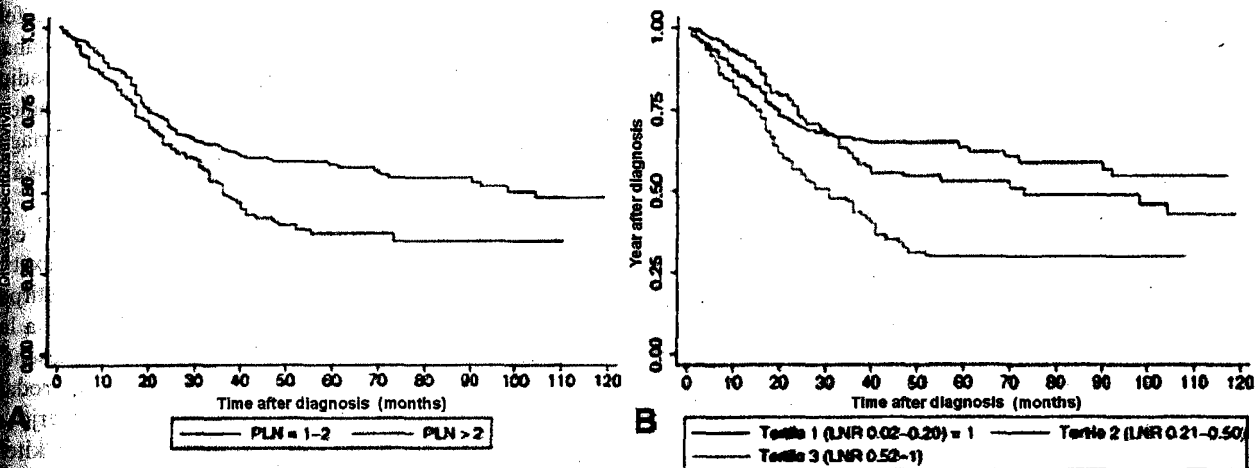 1.00
0.75
0.50
0.25
0.00
0 10 20 30 40 50 60 70 80 90 100 110 120
Time after diagnosis (months)
A
PLN = 1-2 PLN > 2
Year after diagnosis
1.00
0.75
0.50
0.25
0.00
0 10 20 30 40 50 60 70 80 90 100 110 120
Time after diagnosis (months)
B
Tertile 1 (LNR 0.02-0.20) = 1 Tertile 2 (LNR 0.21-0.50)
Tertile 3 (LNR 0.52-1)